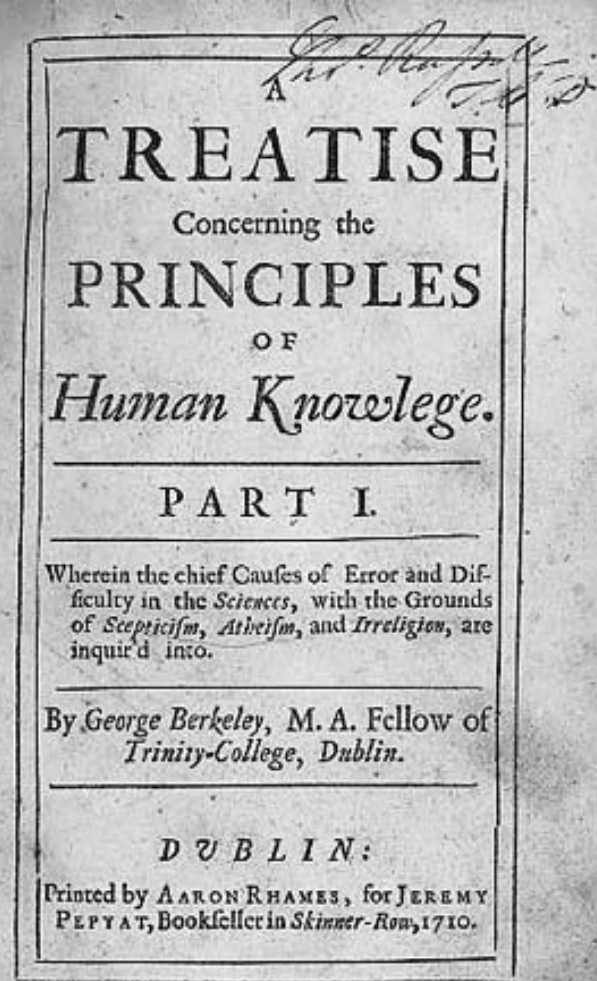 A
TREATISE
Concerning the
PRINCIPLES
OF
Human Knowlege.
PART I.
Wherein the chief Cauſes of Error and Dif-
ficulty in the Sciences, with the Grounds
of Scepticiſm, Atheiſm, and Irreligion, are
inquir'd into.
By George Berkeley, M. A. Fellow of
Trinity-College, Dublin.
DVBLIN:
Printed by AARON RHAMES, for JEREMY
PEPYAT, Bookſeller in Skinner-Row, 1710.